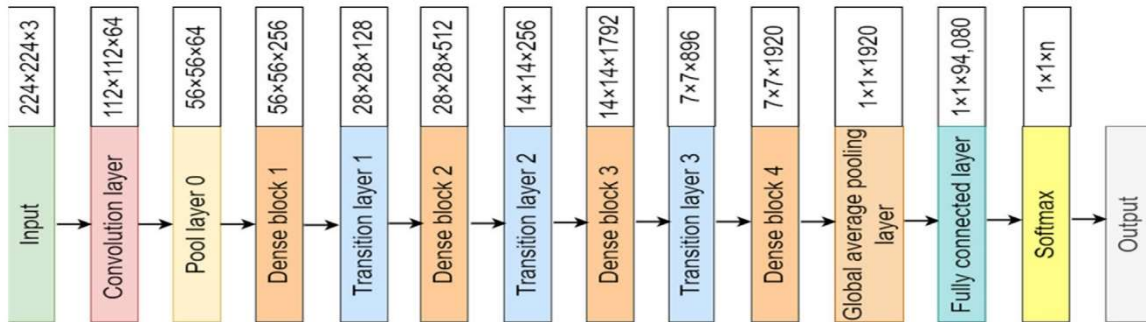 224×224×3
Input
112×112×64
Convolution layer
56×56×64
Pool layer 0
56×56×256
Dense block 1
28×28×128
Transition layer 1
28×28×512
Dense block 2
14×14×256
Transition layer 2
14×14×1792
Dense block 3
7×7×896
Transition layer 3
7×7×1920
Dense block 4
1×1×1920
Global average pooling
layer
1×1×94,080
Fully connected layer
1×1×n
Softmax
Output